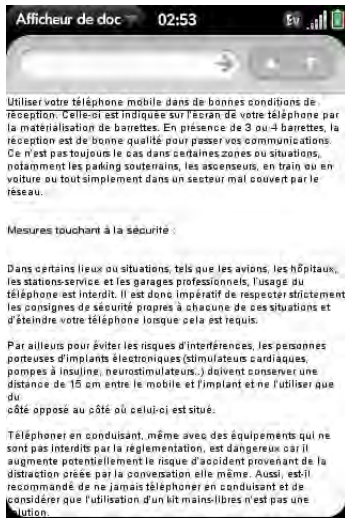 Afficheur de doc 02:53 Ev
Utiliser votre téléphone mobile dans de bonnes conditions de
réception. Celle-ci est indiquée sur l'écran de votre téléphone par
la matérialisation de barrettes. En présence de 3 ou 4 barrettes, la
réception est de bonne qualité pour passer vos communications.
Ce n'est pas toujours le cas dans certaines zones ou situations,
notamment les parking souterrains, les ascenseurs, en train ou en
voiture ou tout simplement dans un secteur mal couvert par le
réseau.
Mesures touchant à la sécurité :
Dans certains lieux ou situations, tels que les avions, les hôpitaux,
les stations-service et les garages professionnels, l'usage du
téléphone est interdit. Il est donc impératif de respecter strictement
les consignes de sécurité propres à chacune de ces situations et
d'éteindre votre téléphone lorsque cela est requis.
Par ailleurs pour éviter les risques d'interférences, les personnes
porteuses d'implants électroniques (stimulateurs cardiaques,
pompes à insuline, neurostimulateurs..) doivent conserver une
distance de 15 cm entre le mobile et l'implant et ne l'utiliser que
du
côté opposé au côté où celui-ci est situé.
Téléphoner en conduisant, même avec des équipements qui ne
sont pas interdits par la réglementation, est dangereux car il
augmente potentiellement le risque d'accident provenant de la
distraction créée par la conversation elle même. Aussi, est-il
recommandé de ne jamais téléphoner en conduisant et de
considérer que l'utilisation d'un kit mains-libres n'est pas une
solution.